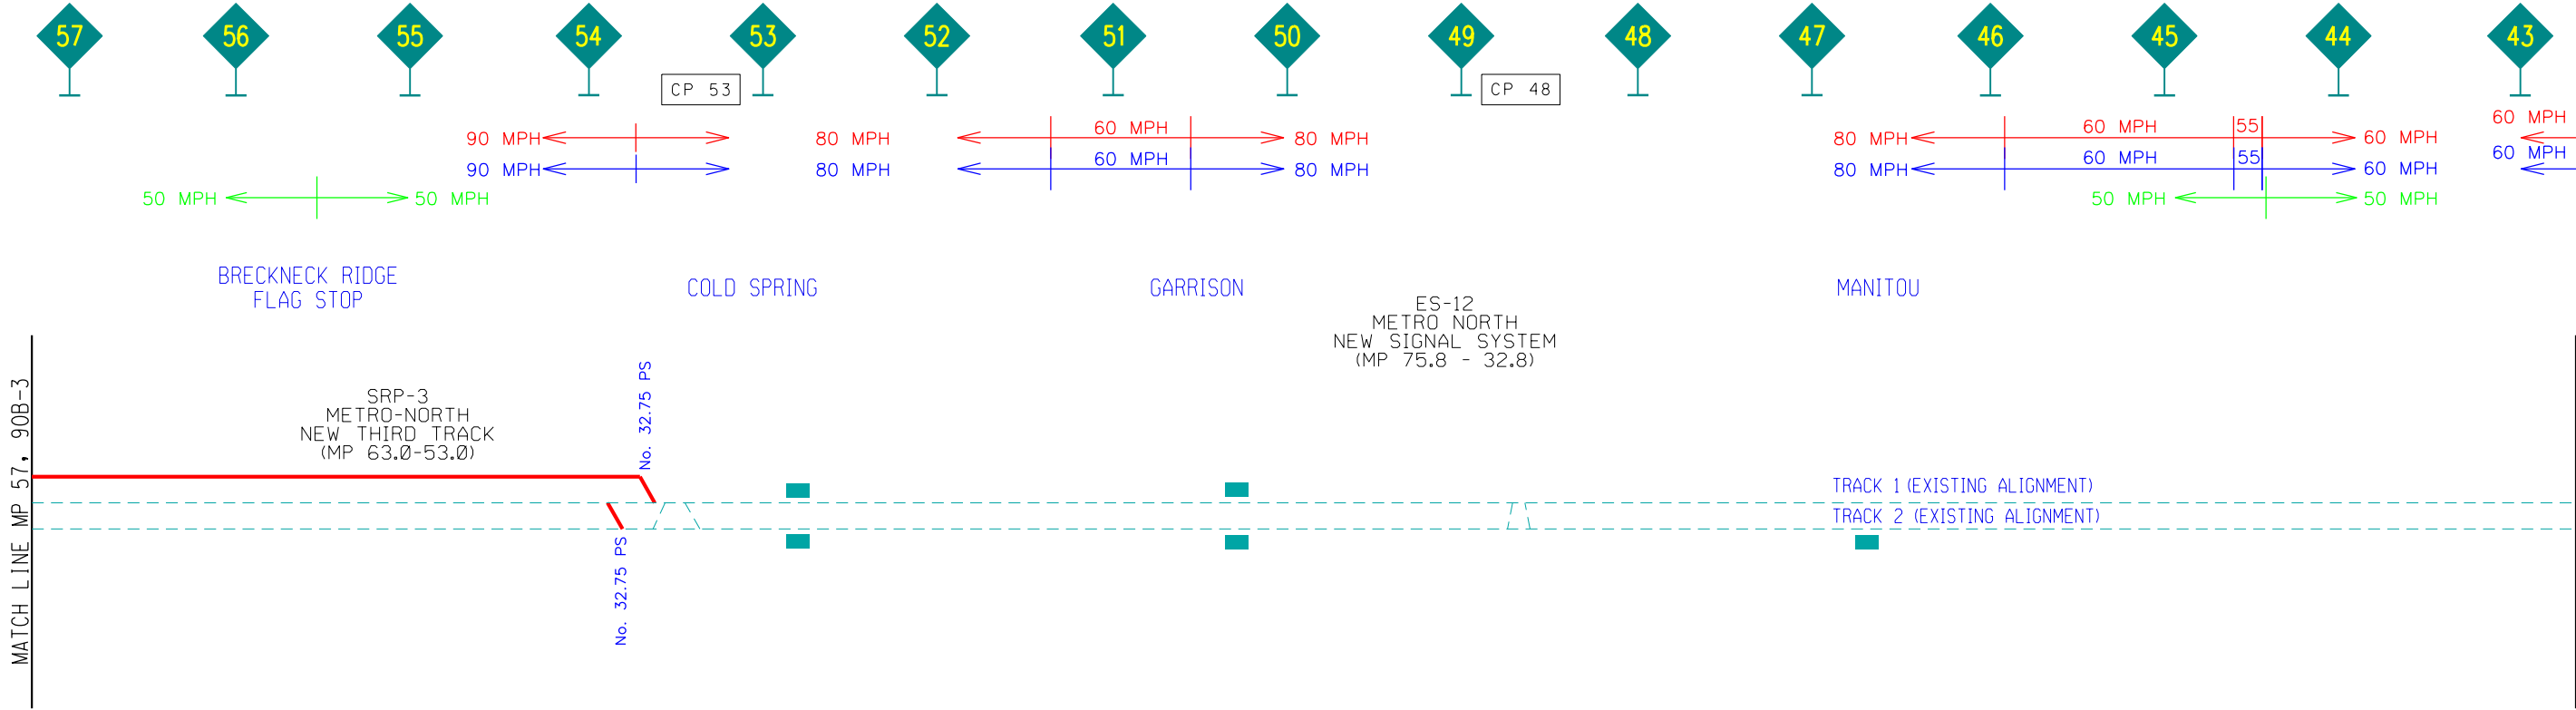 57 56 55 54 53 52 51 50 49 48 47 46 45 44 43
CP 53
CP 48
90 MPH 80 MPH 60 MPH 80 MPH 80 MPH 60 MPH 55 60 MPH 60 MPH
90 MPH 80 MPH 60 MPH 80 MPH 80 MPH 60 MPH 55 60 MPH 60 MPH
50 MPH 50 MPH 50 MPH 50 MPH
BRECKNECK RIDGE
FLAG STOP
COLD SPRING
GARRISON
MANITOU
ES-12
METRO NORTH
NEW SIGNAL SYSTEM
(MP 75.8 - 32.8)
SRP-3
METRO-NORTH
NEW THIRD TRACK
(MP 63.0-53.0)
No. 32.75 PS
No. 32.75 PS
MATCH LINE MP 57, 90B-3
TRACK 1 (EXISTING ALIGNMENT)
TRACK 2 (EXISTING ALIGNMENT)